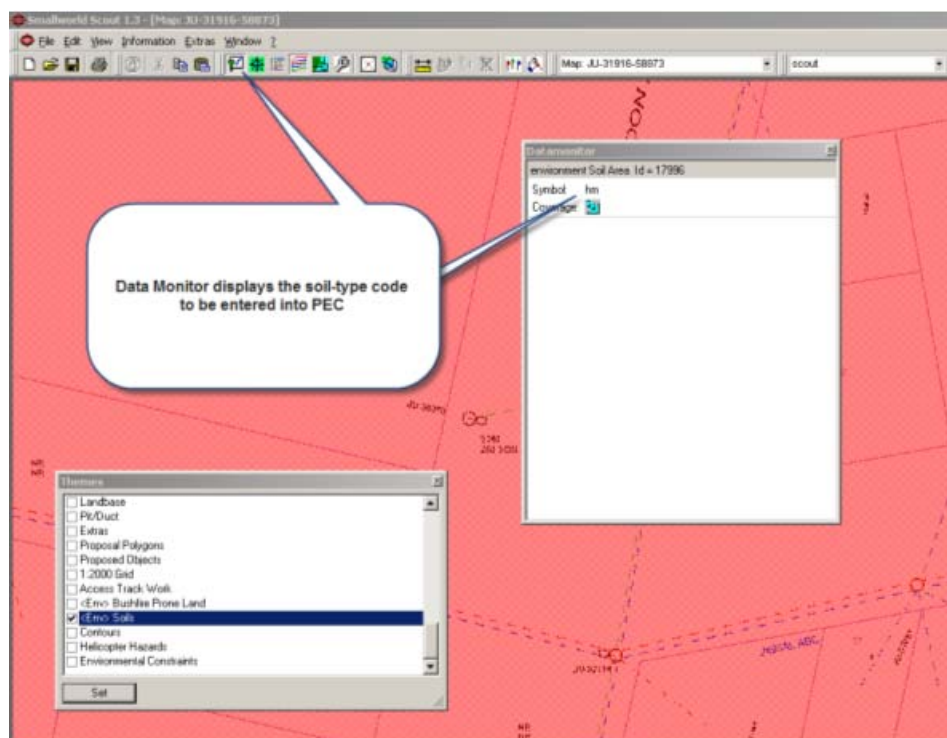 Smallworld Scout 1.3 - [Map: JU-31916-58873]
File Edit View Information Extras Window ?
Map: JU-31916-58873
scout
Datamonitor
environment Soil Area. Id = 17996
Symbol: hm
Coverage:
Data Monitor displays the soil-type code
to be entered into PEC
Themes
Landbase
Pit/Duct
Extras
Proposal Polygons
Proposed Objects
1:2000 Grid
Access Track Work
<Env> Bushfire Prone Land
<Env> Soils
Contours
Helicopter Hazards
Environmental Constraints
Set
NR
NR
NR